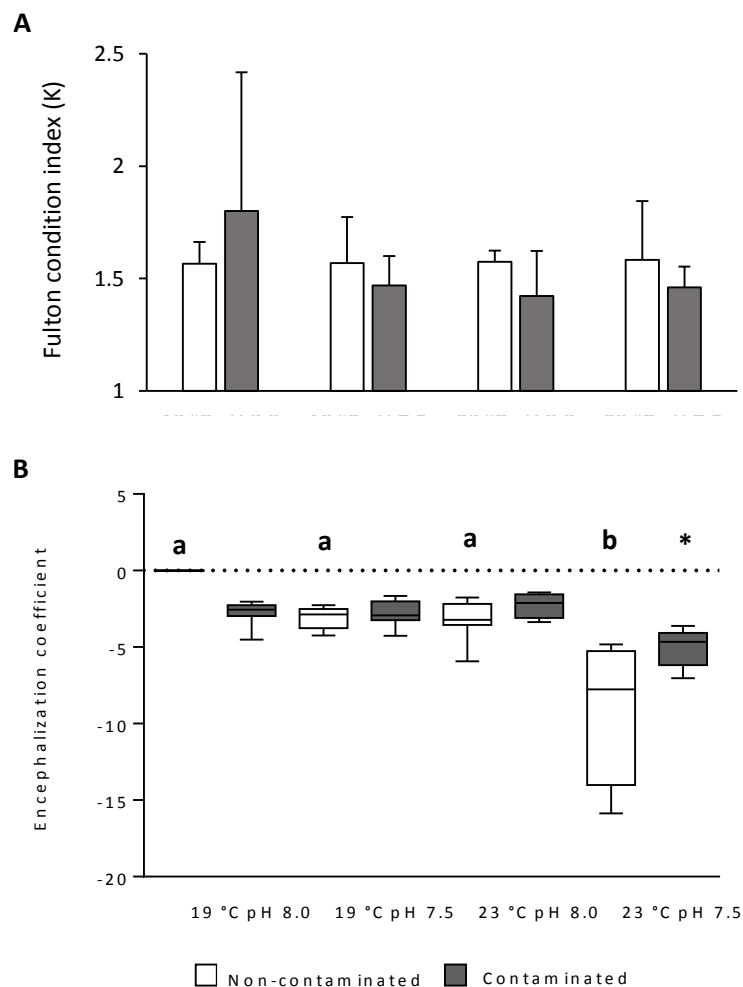 A
Fulton condition index (K)
2.5
2
1.5
1
B
Encephalization coefficient
5
0
-5
-10
-15
-20
a
a
a
b
*
19 °C pH 8.0
19 °C pH 7.5
23 °C pH 8.0
23 °C pH 7.5
Non-contaminated
Contaminated